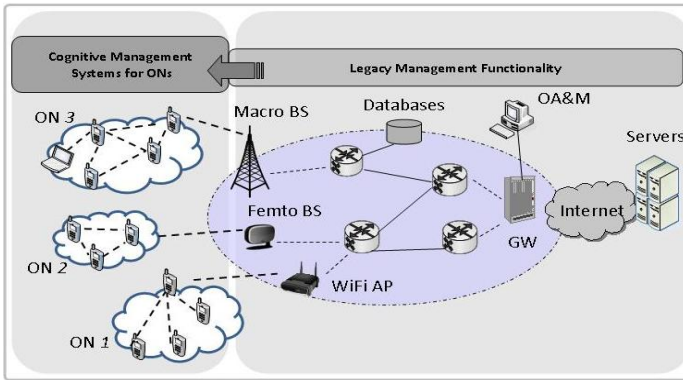 Cognitive Management
Systems for ONs
Legacy Management Functionality
ON 3
Macro BS
Databases
OA&M
Servers
Femto BS
Internet
GW
ON 2
WiFi AP
ON 1